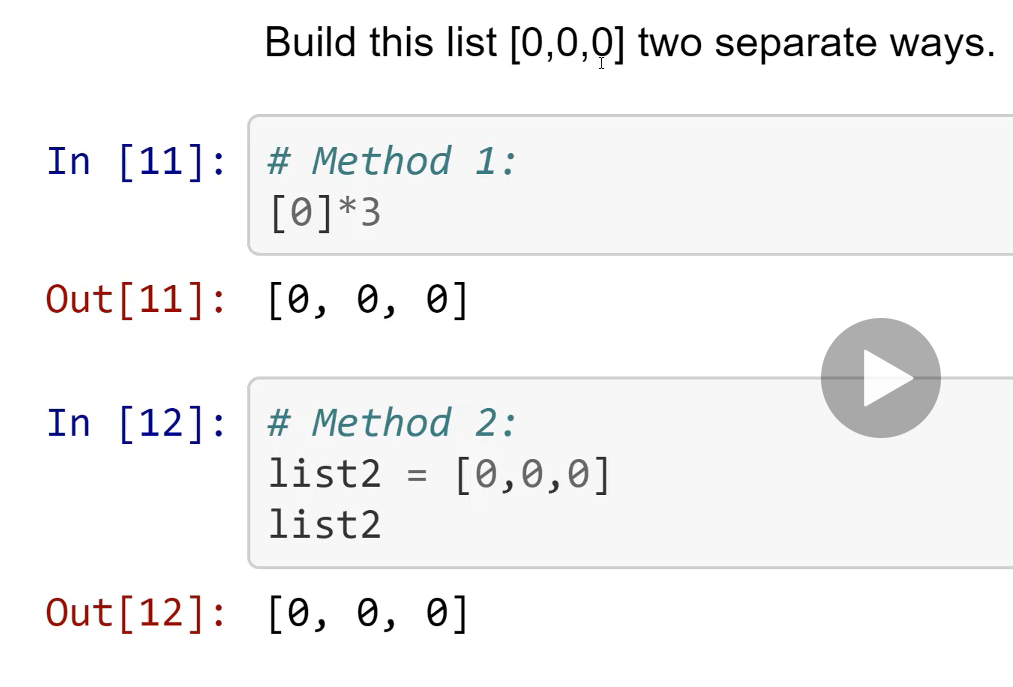 Build this list [0,0,0] two separate ways.
In [11]:
# Method 1:
[0]*3
Out[11]: [0, 0, 0]
In [12]:
# Method 2:
list2 = [0,0,0]
list2
Out[12]: [0, 0, 0]